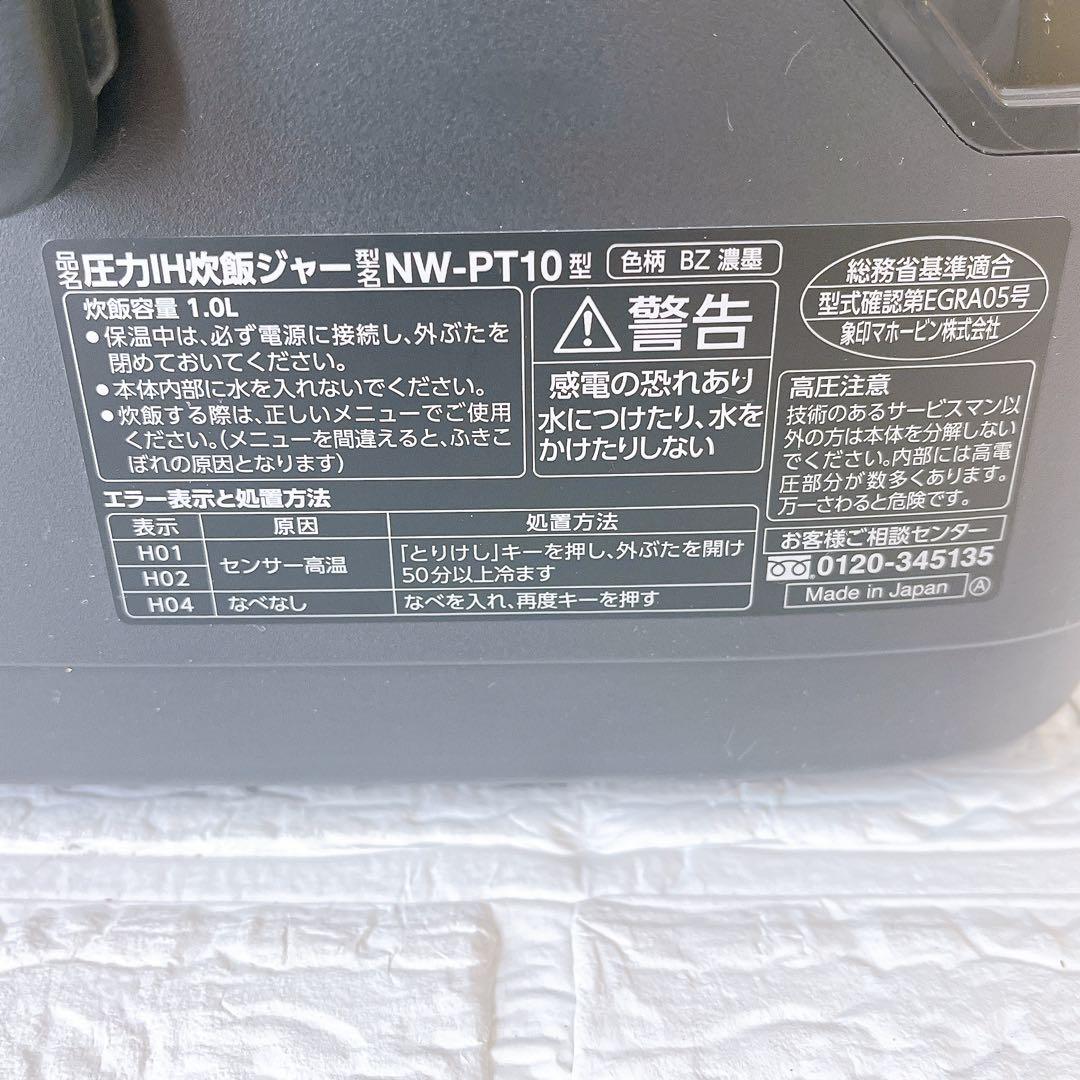 品名 圧力IH炊飯ジャー 型名 NW-PT10型 色柄 BZ 濃墨
炊飯容量 1.0L
●保温中は、必ず電源に接続し、外ぶたを
閉めておいてください。
●本体内部に水を入れないでください。
●炊飯する際は、正しいメニューでご使用
ください。(メニューを間違えると、ふきこ
ぼれの原因となります)
警告
感電の恐れあり
水につけたり、水を
かけたりしない
総務省基準適合
型式確認第EGRA05号
象印マホービン株式会社
高圧注意
技術のあるサービスマン以
外の方は本体を分解しない
でください。内部には高電
圧部分が数多くあります。
万一さわると危険です。
エラー表示と処置方法
表示 原因 処置方法
H01 センサー高温 「とりけし」キーを押し、外ぶたを開け
H02 50分以上冷ます
H04 なべなし なべを入れ、再度キーを押す
お客様ご相談センター
0120-345135
Made in Japan Ⓐ